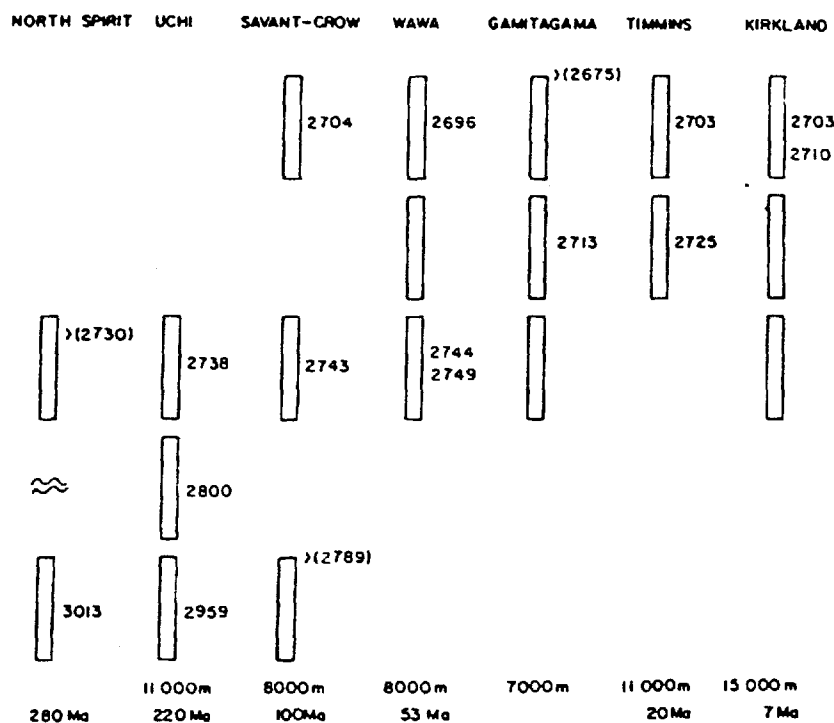 NORTH SPIRIT UCHI SAVANT-CROW WAWA GAMITAGAMA TIMMINS KIRKLAND
>(2675)
2704 2696 2703 2703
2710
2713 2725
>(2730)
2738 2743 2744
2749
2800
>(2789)
3013 2959
11 000m 8000m 8000m 7000m 11 000m 15 000m
280 Ma 220 Ma 100Ma 53 Ma 20 Ma 7 Ma